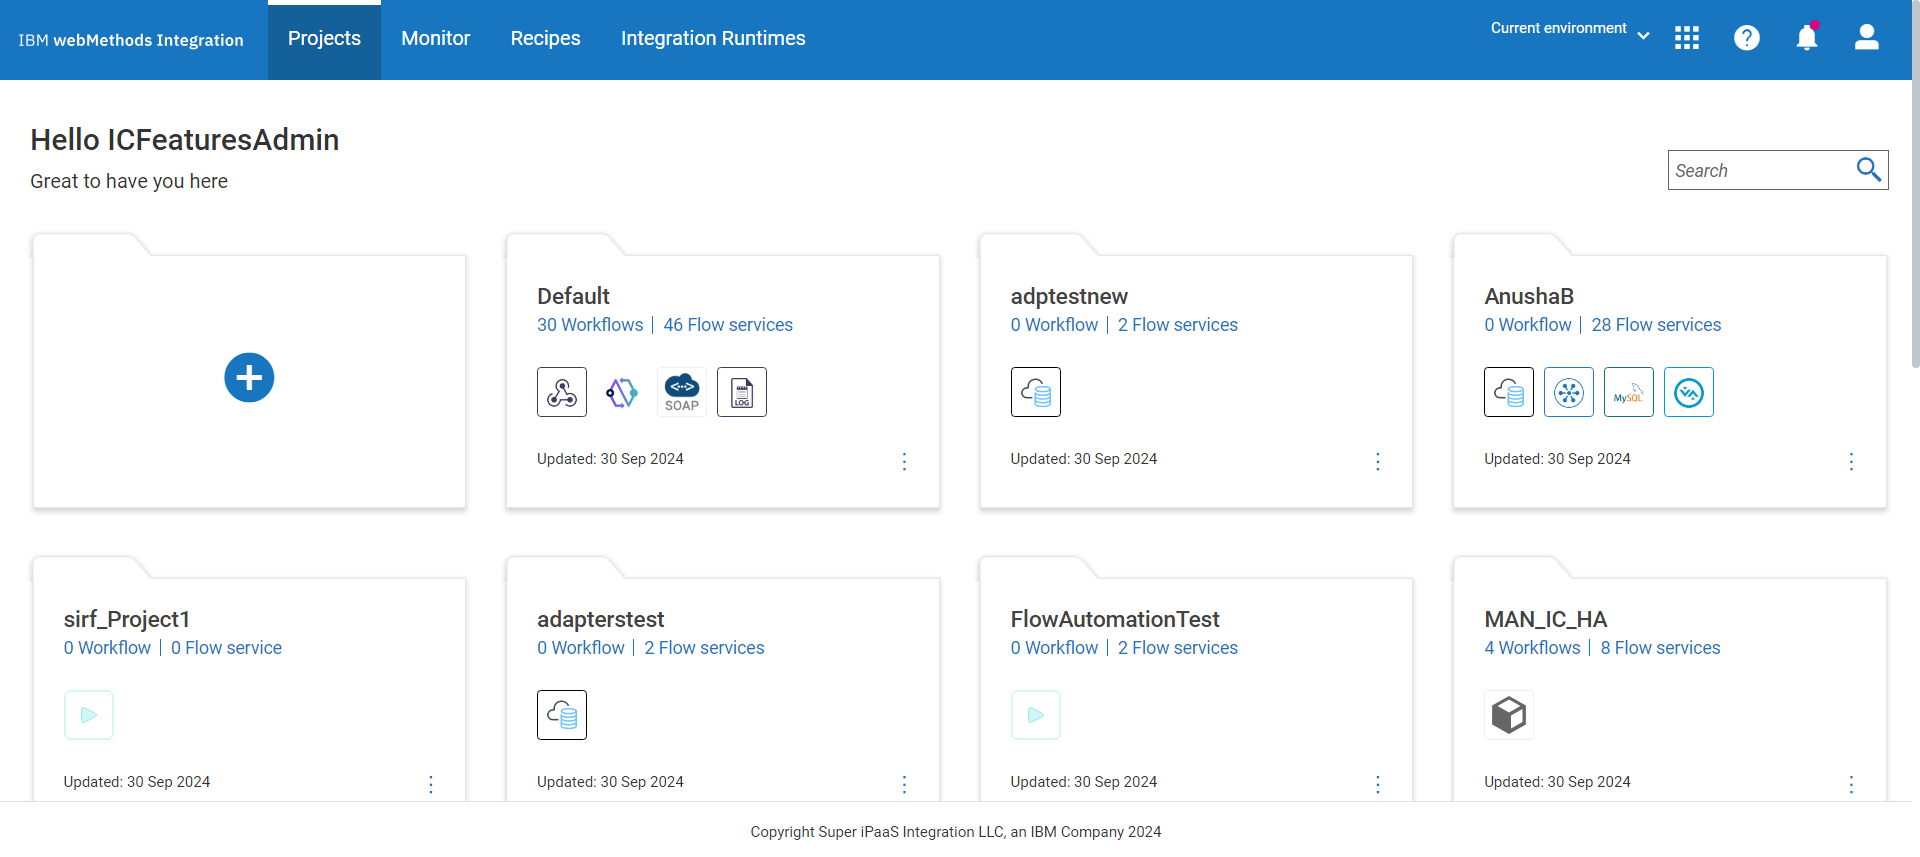 IBM webMethods Integration
Projects
Monitor
Recipes
Integration Runtimes
Current environment
Hello ICFeaturesAdmin
Great to have you here
Search
Default
30 Workflows | 46 Flow services
SOAP
LOG
Updated: 30 Sep 2024
adptestnew
0 Workflow | 2 Flow services
Updated: 30 Sep 2024
AnushaB
0 Workflow | 28 Flow services
MySQL
Updated: 30 Sep 2024
sirf_Project1
0 Workflow | 0 Flow service
Updated: 30 Sep 2024
adapterstest
0 Workflow | 2 Flow services
Updated: 30 Sep 2024
FlowAutomationTest
0 Workflow | 2 Flow services
Updated: 30 Sep 2024
MAN_IC_HA
4 Workflows | 8 Flow services
Updated: 30 Sep 2024
Copyright Super iPaaS Integration LLC, an IBM Company 2024